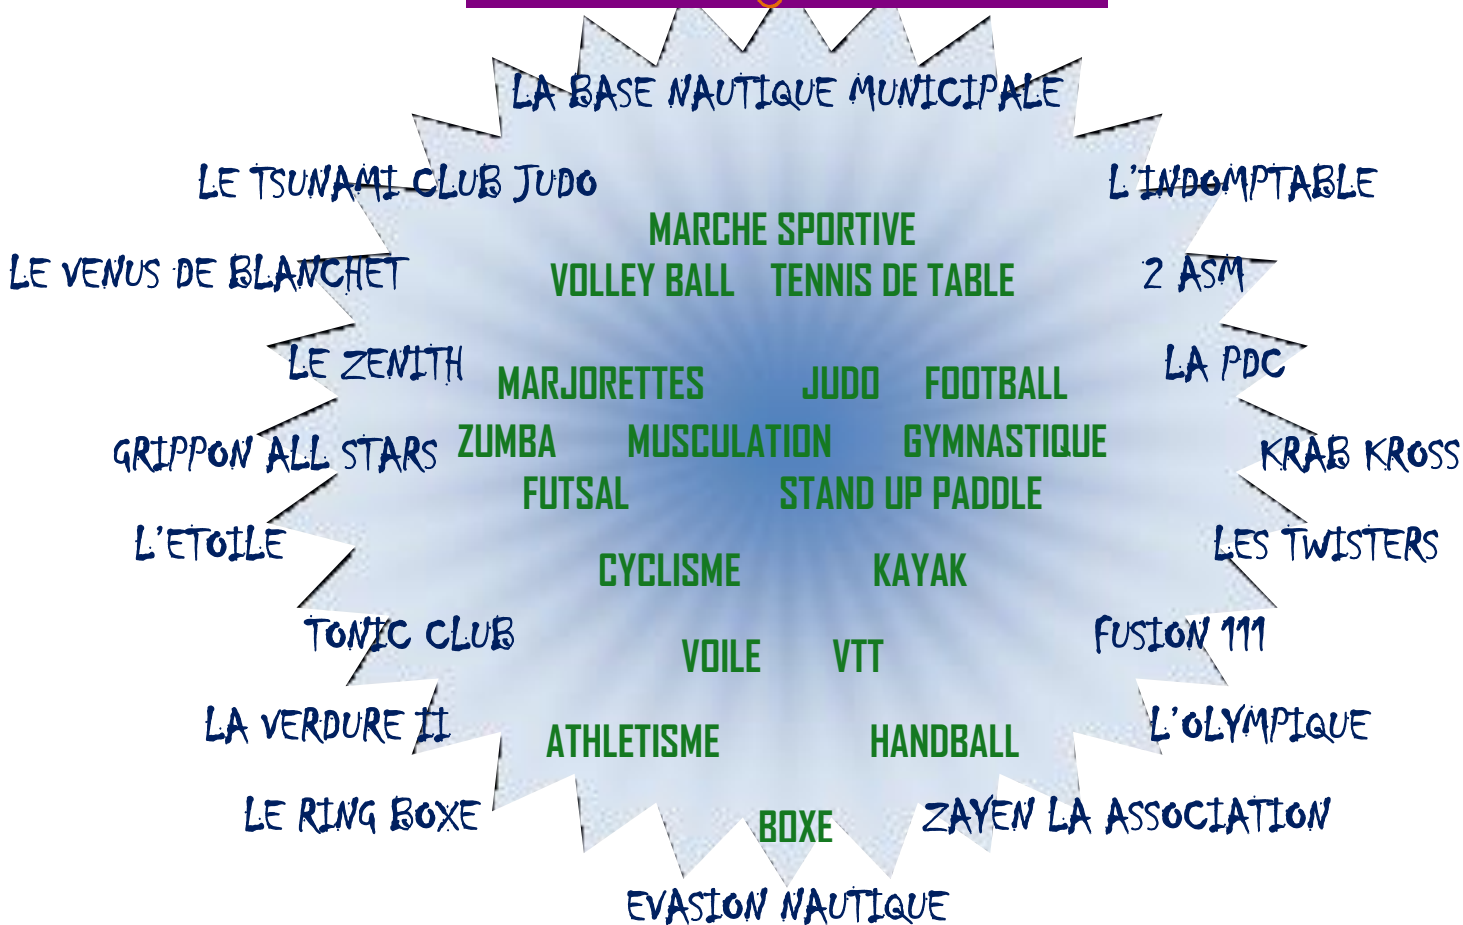 LA BASE NAUTIQUE MUNICIPALE
LE TSUNAMI CLUB JUDO
L'INDOMPTABLE
MARCHE SPORTIVE
LE VENUS DE BLANCHET
VOLLEY BALL TENNIS DE TABLE
2 ASM
LE ZENITH
MARJORETTES JUDO FOOTBALL
LA PDC
GRIPPON ALL STARS
ZUMBA MUSCULATION GYMNASTIQUE
KRAB KROSS
FUTSAL STAND UP PADDLE
L'ETOILE
LES TWISTERS
CYCLISME KAYAK
TONIC CLUB
FUSION 111
VOILE VTT
LA VERDURE II
L'OLYMPIQUE
ATHLETISME HANDBALL
LE RING BOXE
BOXE
ZAYEN LA ASSOCIATION
EVASION NAUTIQUE